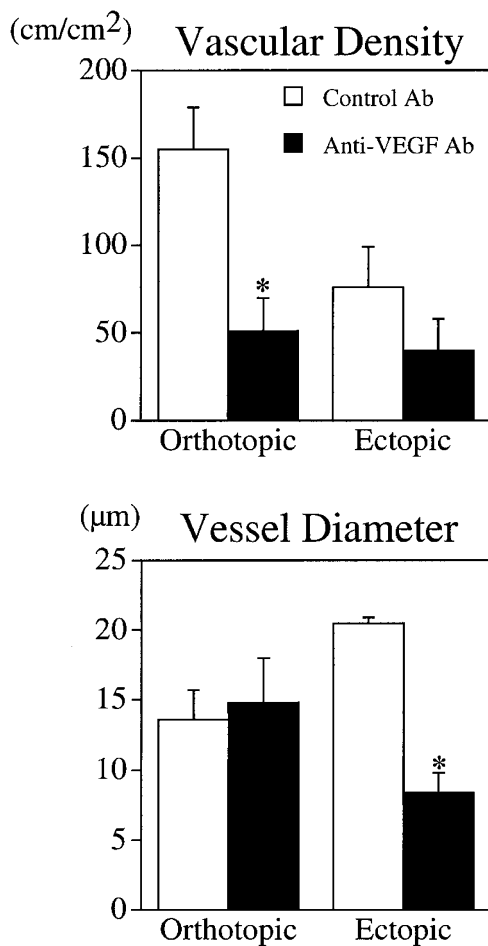 (cm/cm2) Vascular Density
200
150
100
50
0
Control Ab
Anti-VEGF Ab
*
Orthotopic Ectopic
(µm) Vessel Diameter
25
20
15
10
5
0
*
Orthotopic Ectopic